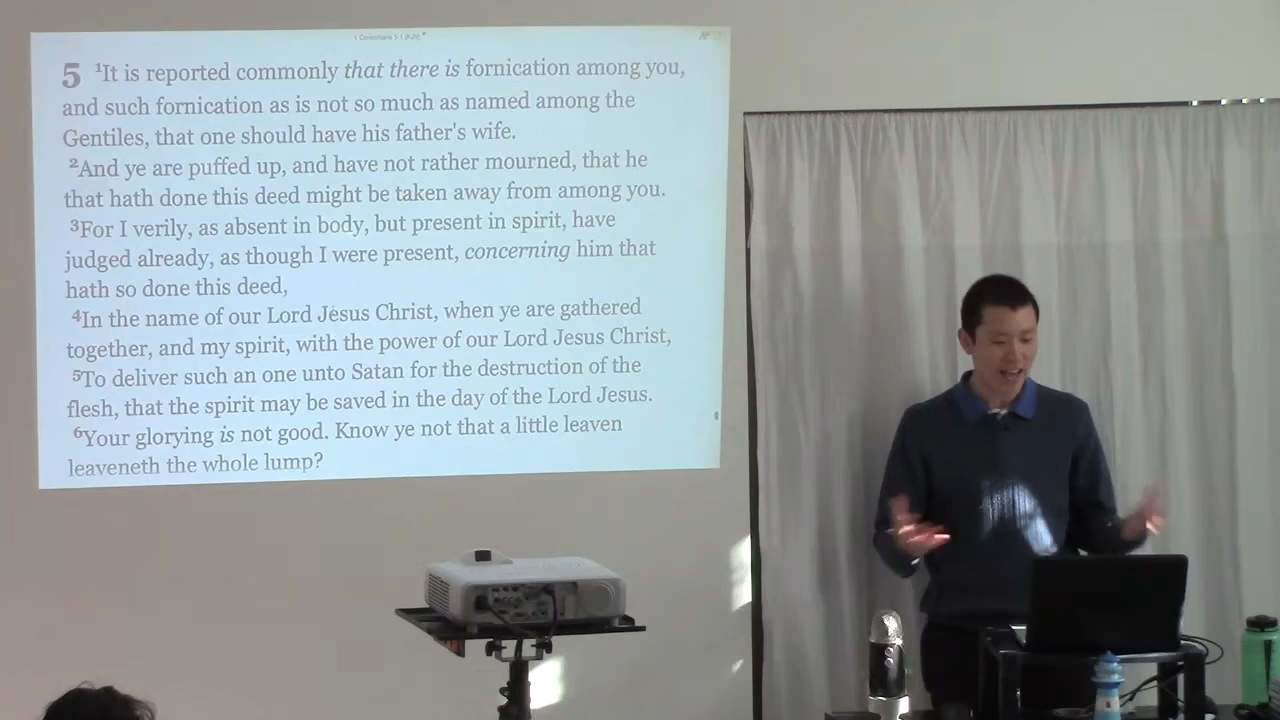 1 Corinthians 5:1 (KJV)
5 1It is reported commonly that there is fornication among you,
and such fornication as is not so much as named among the
Gentiles, that one should have his father's wife.
2And ye are puffed up, and have not rather mourned, that he
that hath done this deed might be taken away from among you.
3For I verily, as absent in body, but present in spirit, have
judged already, as though I were present, concerning him that
hath so done this deed,
4In the name of our Lord Jesus Christ, when ye are gathered
together, and my spirit, with the power of our Lord Jesus Christ,
5To deliver such an one unto Satan for the destruction of the
flesh, that the spirit may be saved in the day of the Lord Jesus.
6Your glorying is not good. Know ye not that a little leaven
leaveneth the whole lump?